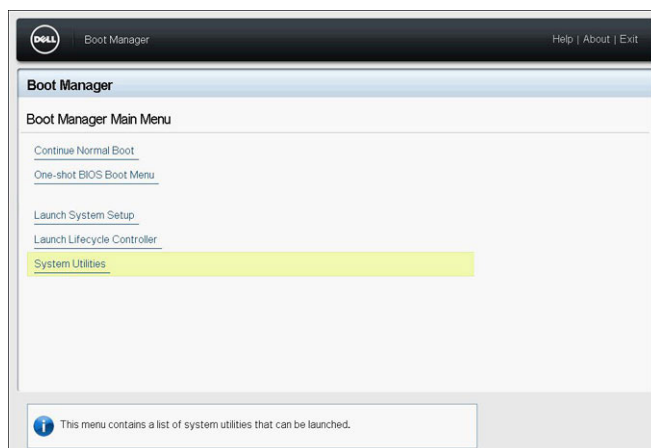 DELL
Boot Manager
Help | About | Exit
Boot Manager
Boot Manager Main Menu
Continue Normal Boot
One-shot BIOS Boot Menu
Launch System Setup
Launch Lifecycle Controller
System Utilities
This menu contains a list of system utilities that can be launched.